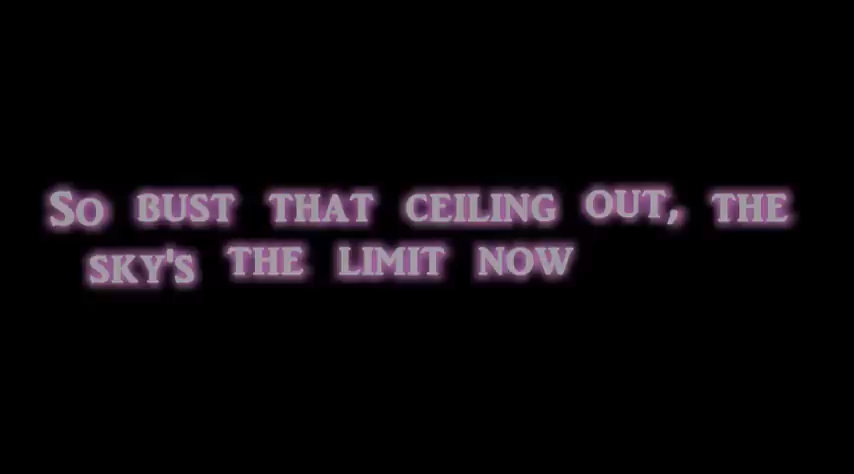 So bust that ceiling out, the
sky's the limit now